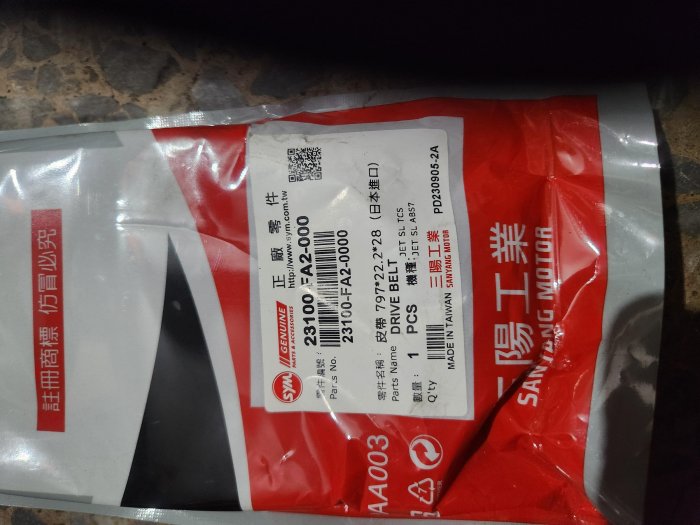 註冊商標 仿冒必究
SYM
GENUINE
PARTS & ACCESSORIES
正廠零件
http://www.sym.com.tw
零件編號:
Parts No.
23100-FA2-000
23100-FA2-0000
零件名稱: 皮帶 797*22.2*28 (日本進口)
Parts Name DRIVE BELT
數量: 1 PCS 機種: JET SL TCS
JET SL ABS7
Q'ty
三陽工業
MADE IN TAIWAN SANYANG MOTOR
PD230905-2A
三陽工業
SANYANG MOTOR
AA003